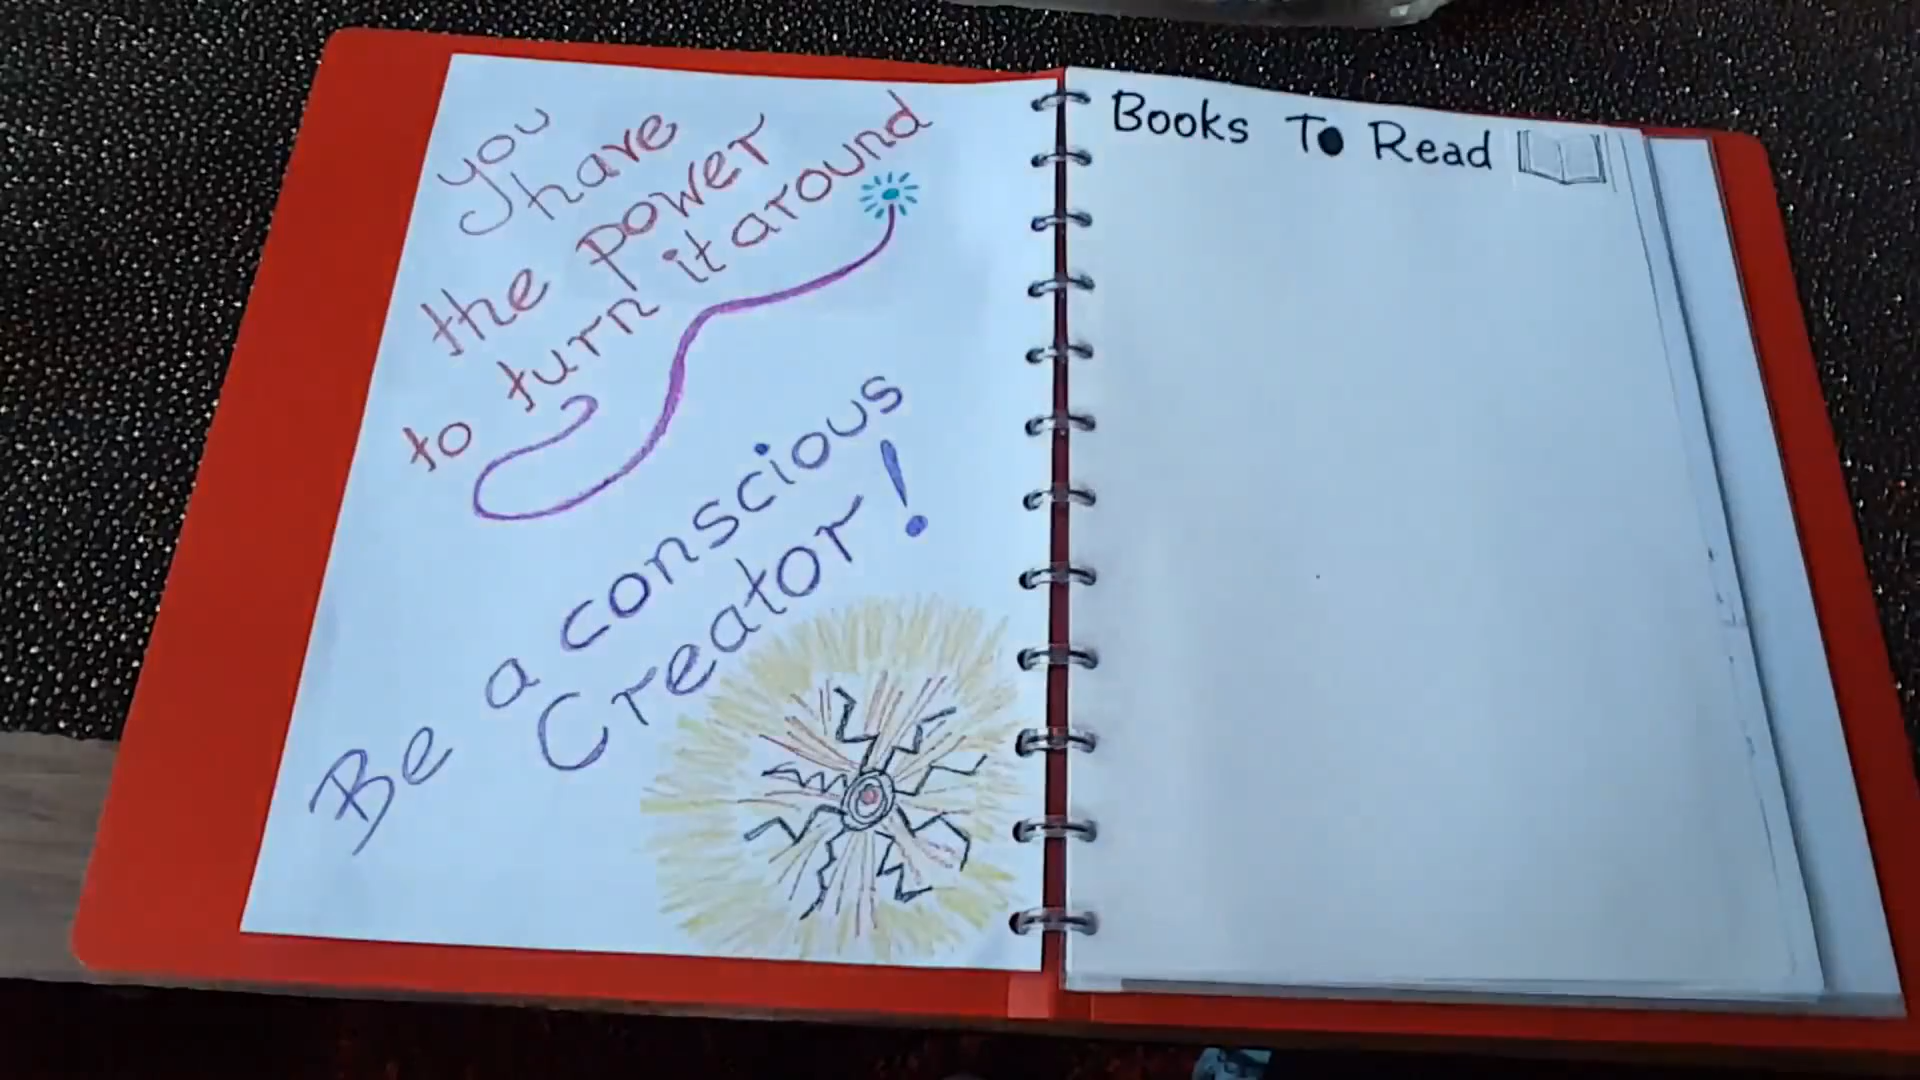 you
have
the power
to turn it around
Be a conscious
Creator!
Books To Read